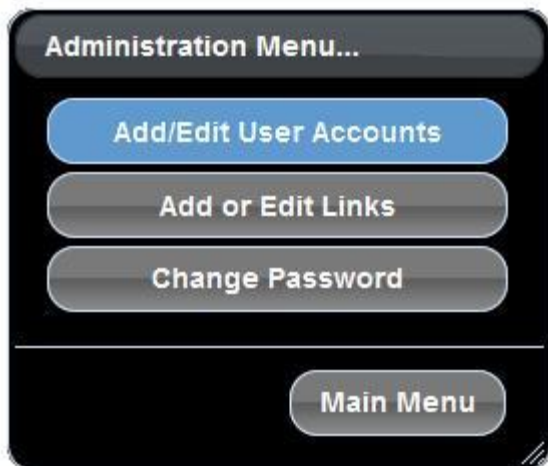 Administration Menu...
Add/Edit User Accounts
Add or Edit Links
Change Password
Main Menu